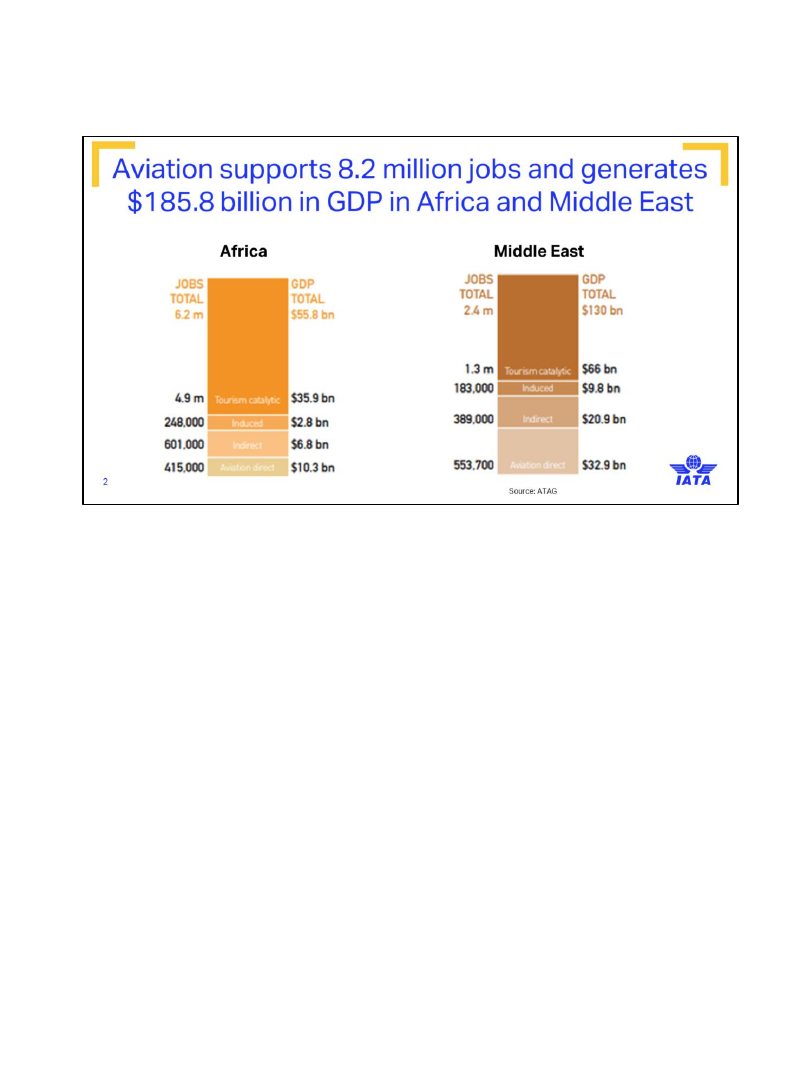 Aviation supports 8.2 million jobs and generates
$185.8 billion in GDP in Africa and Middle East
Africa
JOBS
TOTAL
6.2 m
GDP
TOTAL
$55.8 bn
4.9 m Tourism catalytic $35.9 bn
248,000 Induced $2.8 bn
601,000 Indirect $6.8 bn
415,000 Aviation direct $10.3 bn
Middle East
JOBS
TOTAL
2.4 m
GDP
TOTAL
$130 bn
1.3 m Tourism catalytic $66 bn
183,000 Induced $9.8 bn
389,000 Indirect $20.9 bn
553,700 Aviation direct $32.9 bn
2
Source: ATAG
IATA